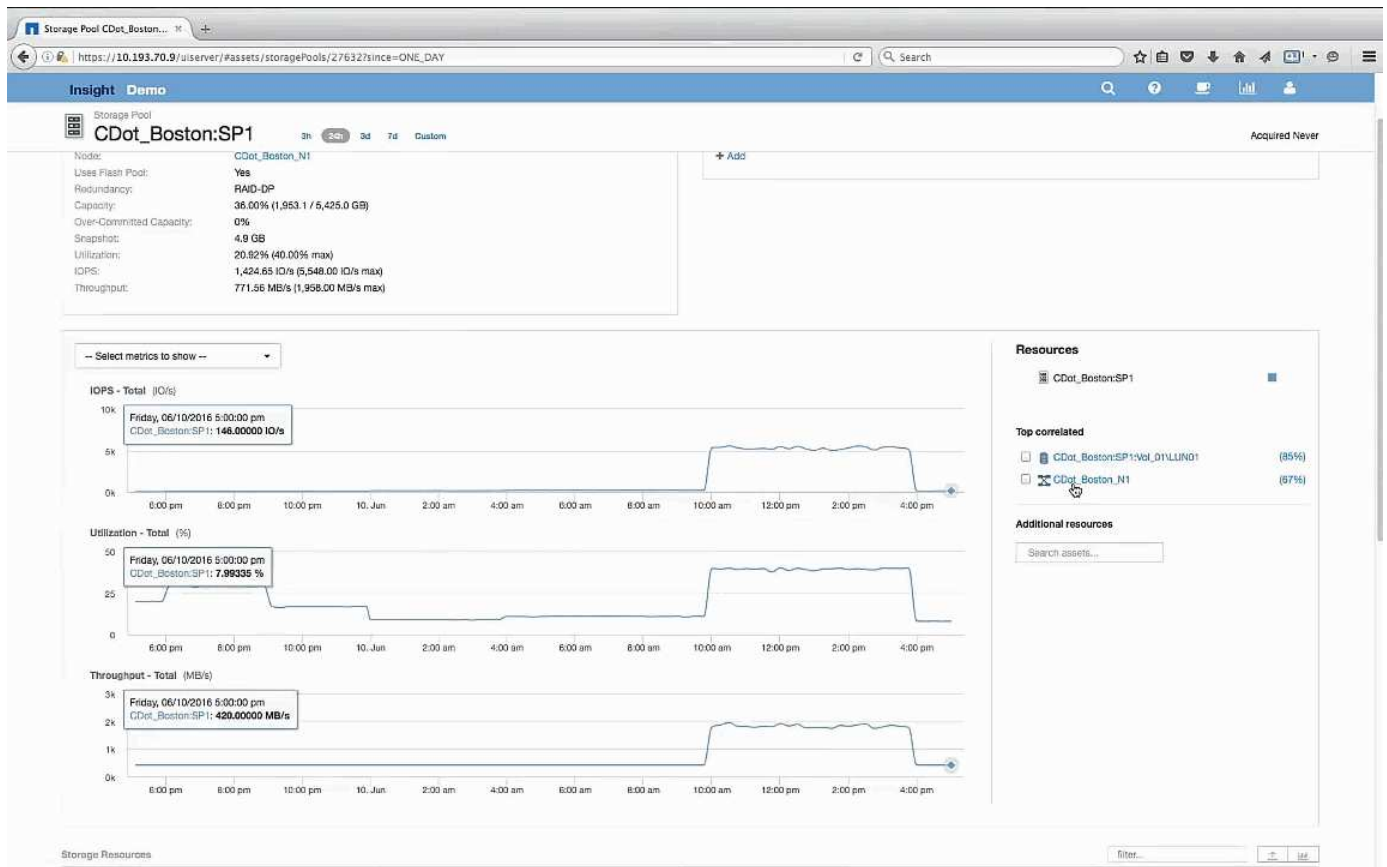 Storage Pool CDot_Boston... × +
https://10.193.70.9/uiserver/#assets/storagePools/27632?since=ONE_DAY
Search
Insight Demo
Storage Pool
CDot_Boston:SP1
3h 24h 3d 7d Custom
Acquired Never
Node: CDot_Boston_N1
Uses Flash Pool: Yes
Redundancy: RAID-DP
Capacity: 36.00% (1,953.1 / 5,425.0 GB)
Over-Committed Capacity: 0%
Snapshot: 4.9 GB
Utilization: 20.92% (40.00% max)
IOPS: 1,424.65 IO/s (5,548.00 IO/s max)
Throughput: 771.56 MB/s (1,958.00 MB/s max)
+ Add
-- Select metrics to show --
IOPS - Total (IO/s)
10k
Friday, 06/10/2016 5:00:00 pm
CDot_Boston:SP1: 146.00000 IO/s
5k
0k
6:00 pm 8:00 pm 10:00 pm 10. Jun 2:00 am 4:00 am 6:00 am 8:00 am 10:00 am 12:00 pm 2:00 pm 4:00 pm
Utilization - Total (%)
50
Friday, 06/10/2016 5:00:00 pm
CDot_Boston:SP1: 7.99335 %
25
0
6:00 pm 8:00 pm 10:00 pm 10. Jun 2:00 am 4:00 am 6:00 am 8:00 am 10:00 am 12:00 pm 2:00 pm 4:00 pm
Throughput - Total (MB/s)
3k
Friday, 06/10/2016 5:00:00 pm
CDot_Boston:SP1: 420.00000 MB/s
2k
1k
0k
6:00 pm 8:00 pm 10:00 pm 10. Jun 2:00 am 4:00 am 6:00 am 8:00 am 10:00 am 12:00 pm 2:00 pm 4:00 pm
Resources
CDot_Boston:SP1
Top correlated
CDot_Boston:SP1:Vol_01\LUN01 (85%)
CDot_Boston_N1 (67%)
Additional resources
Search assets...
Storage Resources
filter...